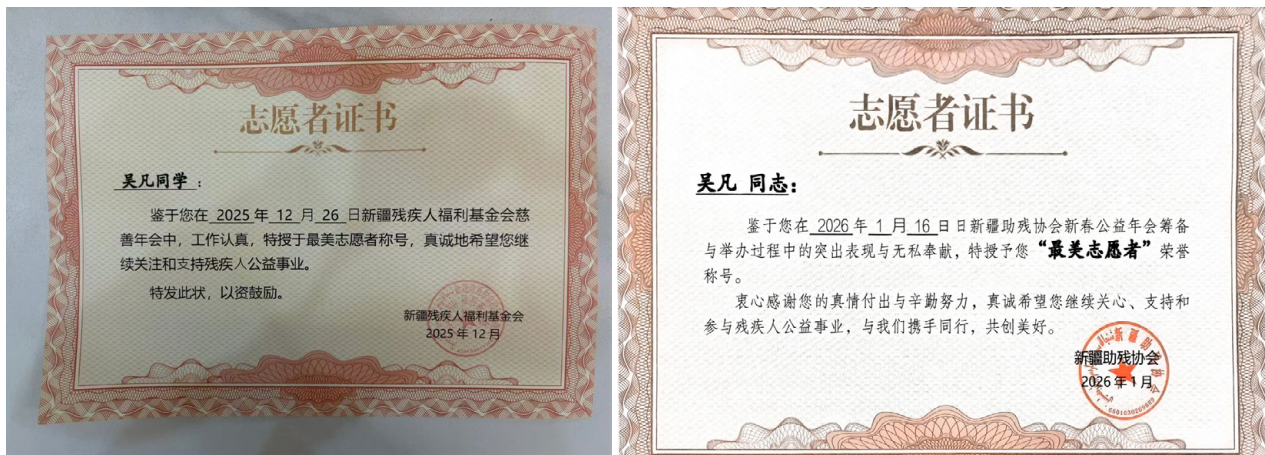 志愿者证书
吴凡同学：
鉴于您在 2025 年 12 月 26 日新疆残疾人福利基金会慈
善年会中，工作认真，特授于最美志愿者称号，真诚地希望您继
续关注和支持残疾人公益事业。
特发此状，以资鼓励。
新疆残疾人福利基金会
2025 年 12 月
志愿者证书
吴凡 同志：
鉴于您在 2026 年 1 月 16 日日新疆助残协会新春公益年会筹备
与举办过程中的突出表现与无私奉献，特授予您“最美志愿者”荣誉
称号。
衷心感谢您的真情付出与辛勤努力，真诚希望您继续关心、支持和
参与残疾人公益事业，与我们携手同行，共创美好。
新疆助残协会
2026 年 1 月